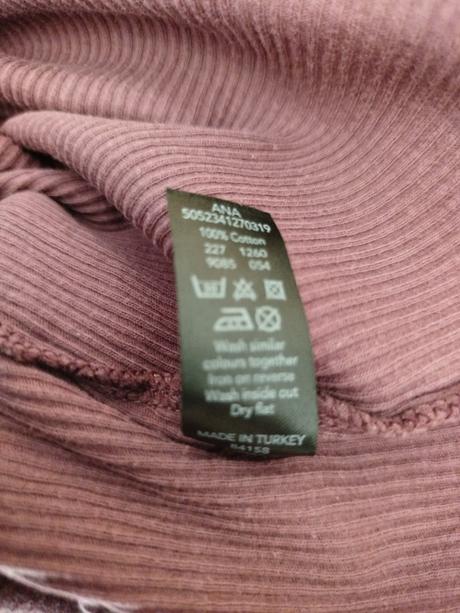 ANA
5052341270319
100% Cotton
227 1260
9085 054
Wash similar
colours together
Iron on reverse
Wash inside out
Dry flat
MADE IN TURKEY
84158